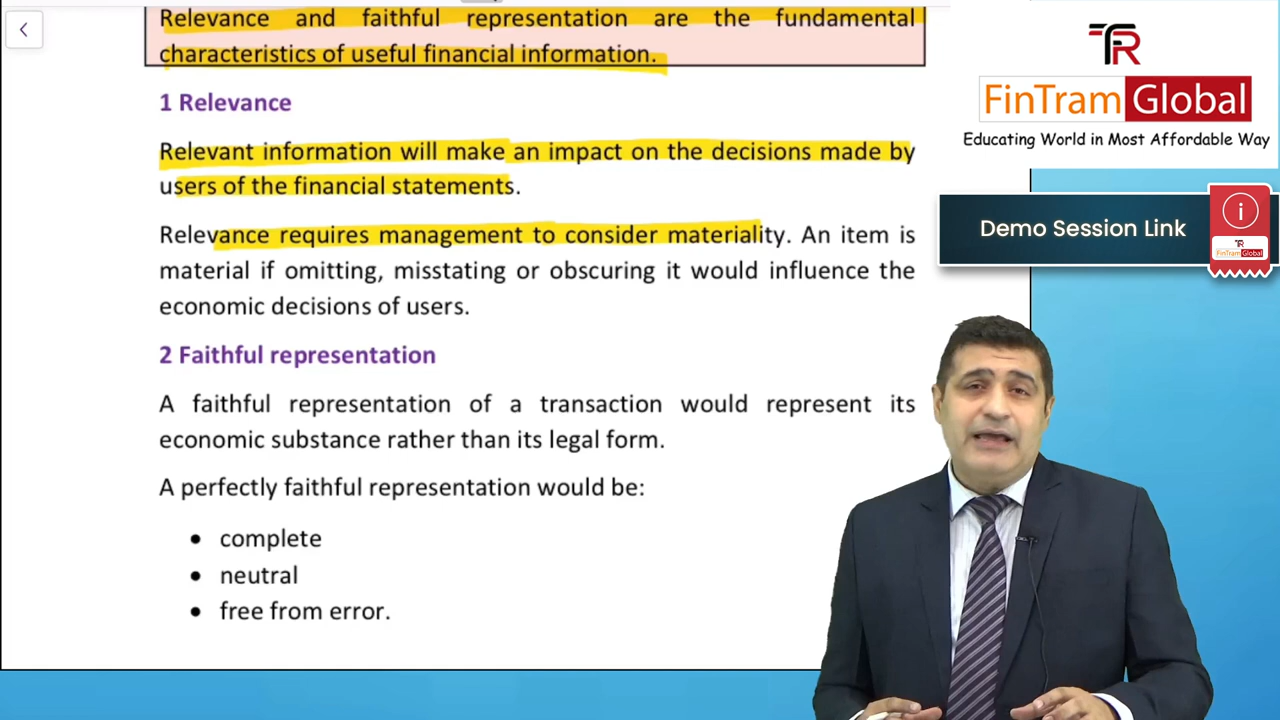 Relevance and faithful representation are the fundamental
characteristics of useful financial information.
1 Relevance
Relevant information will make an impact on the decisions made by
users of the financial statements.
Relevance requires management to consider materiality. An item is
material if omitting, misstating or obscuring it would influence the
economic decisions of users.
2 Faithful representation
A faithful representation of a transaction would represent its
economic substance rather than its legal form.
A perfectly faithful representation would be:
• complete
• neutral
• free from error.
TR
FinTram Global
Educating World in Most Affordable Way
Demo Session Link
i
TR
FinTram Global